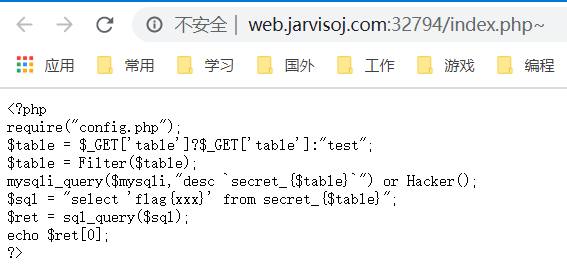 不安全 | web.jarvisoj.com:32794/index.php~
应用 常用 学习 国外 工作 游戏 编程
<?php
require("config.php");
$table = $_GET['table']?$_GET['table']:"test";
$table = Filter($table);
mysqli_query($mysqli,"desc `secret_{$table}`") or Hacker();
$sql = "select 'flag{xxx}' from secret_{$table}";
$ret = sql_query($sql);
echo $ret[0];
?>